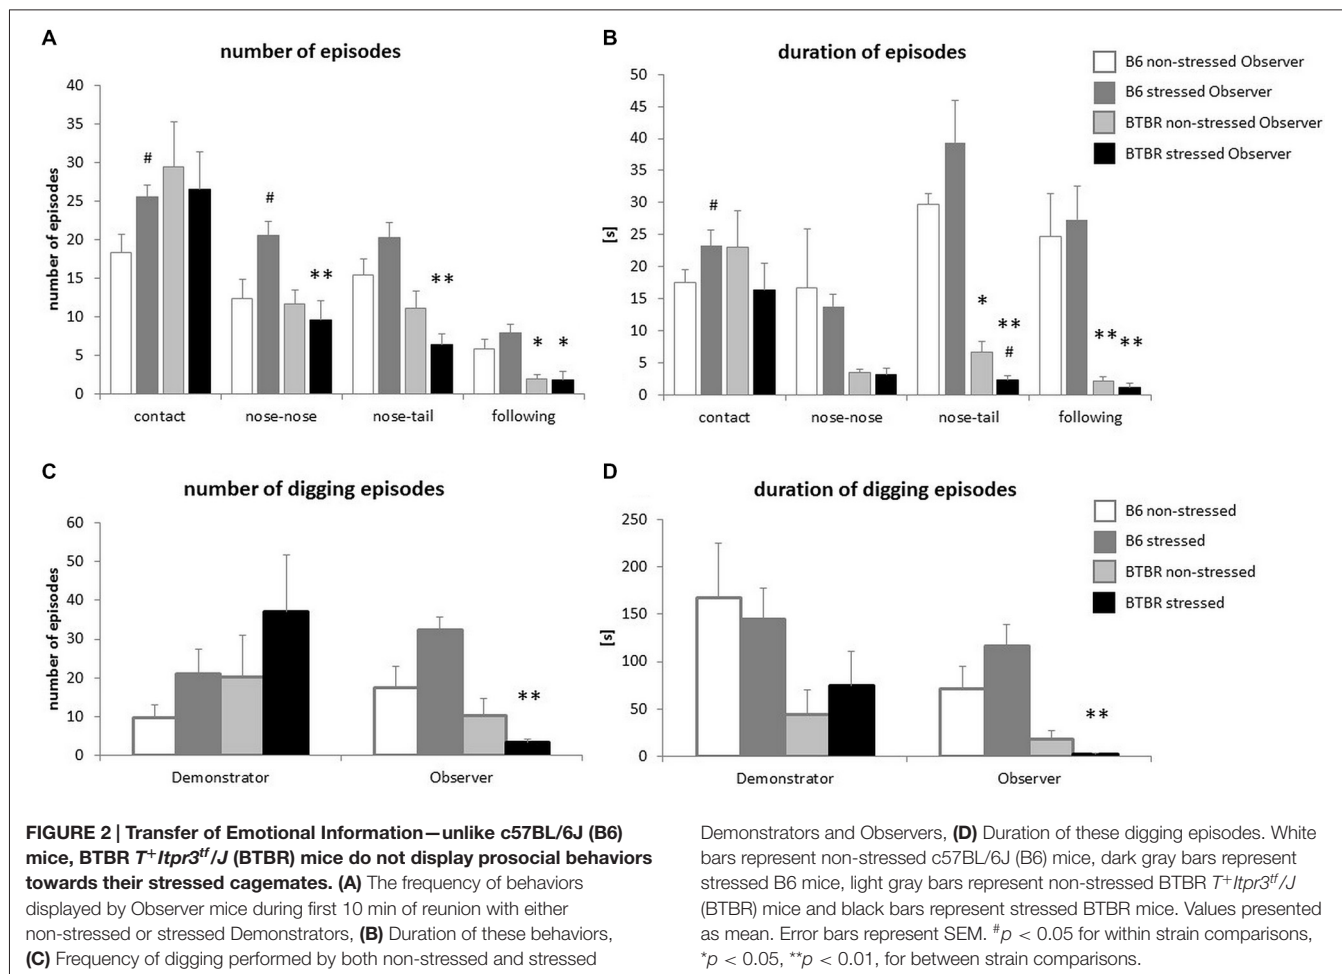 A
number of episodes
number of episodes
40
35
30
25
20
15
10
5
0
#
#
**
**
*
*
contact
nose-nose
nose-tail
following
B
duration of episodes
[s]
50
45
40
35
30
25
20
15
10
5
0
#
*
**
#
**
**
contact
nose-nose
nose-tail
following
B6 non-stressed Observer
B6 stressed Observer
BTBR non-stressed Observer
BTBR stressed Observer
C
number of digging episodes
number of episodes
60
50
40
30
20
10
0
**
Demonstrator
Observer
D
duration of digging episodes
[s]
250
200
150
100
50
0
**
Demonstrator
Observer
B6 non-stressed
B6 stressed
BTBR non-stressed
BTBR stressed
FIGURE 2 | Transfer of Emotional Information—unlike c57BL/6J (B6)
mice, BTBR T+Itpr3tf/J (BTBR) mice do not display prosocial behaviors
towards their stressed cagemates. (A) The frequency of behaviors
displayed by Observer mice during first 10 min of reunion with either
non-stressed or stressed Demonstrators, (B) Duration of these behaviors,
(C) Frequency of digging performed by both non-stressed and stressed
Demonstrators and Observers, (D) Duration of these digging episodes. White
bars represent non-stressed c57BL/6J (B6) mice, dark gray bars represent
stressed B6 mice, light gray bars represent non-stressed BTBR T+Itpr3tf/J
(BTBR) mice and black bars represent stressed BTBR mice. Values presented
as mean. Error bars represent SEM. #p < 0.05 for within strain comparisons,
*p < 0.05, **p < 0.01, for between strain comparisons.